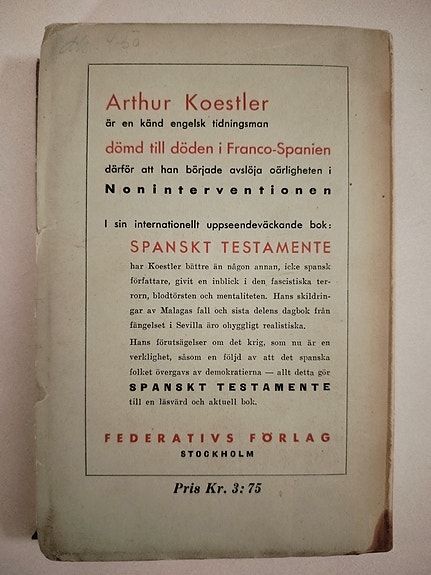 Arthur Koestler
är en känd engelsk tidningsman
dömd till döden i Franco-Spanien
därför att han började avslöja oärligheten i
Noninterventionen
I sin internationellt uppseendeväckande bok:
SPANSKT TESTAMENTE
har Koestler bättre än någon annan, icke spansk
författare, givit en inblick i den fascistiska ter-
rorn, blodtörsten och mentaliteten. Hans skildrin-
gar av Malagas fall och sista delens dagbok från
fängelset i Sevilla äro ohyggligt realistiska.
Hans förutsägelser om det krig, som nu är en
verklighet, såsom en följd av att det spanska
folket övergavs av demokratierna — allt detta gör
SPANSKT TESTAMENTE
till en läsvärd och aktuell bok.
FEDERATIVS FÖRLAG
STOCKHOLM
Pris Kr. 3:75